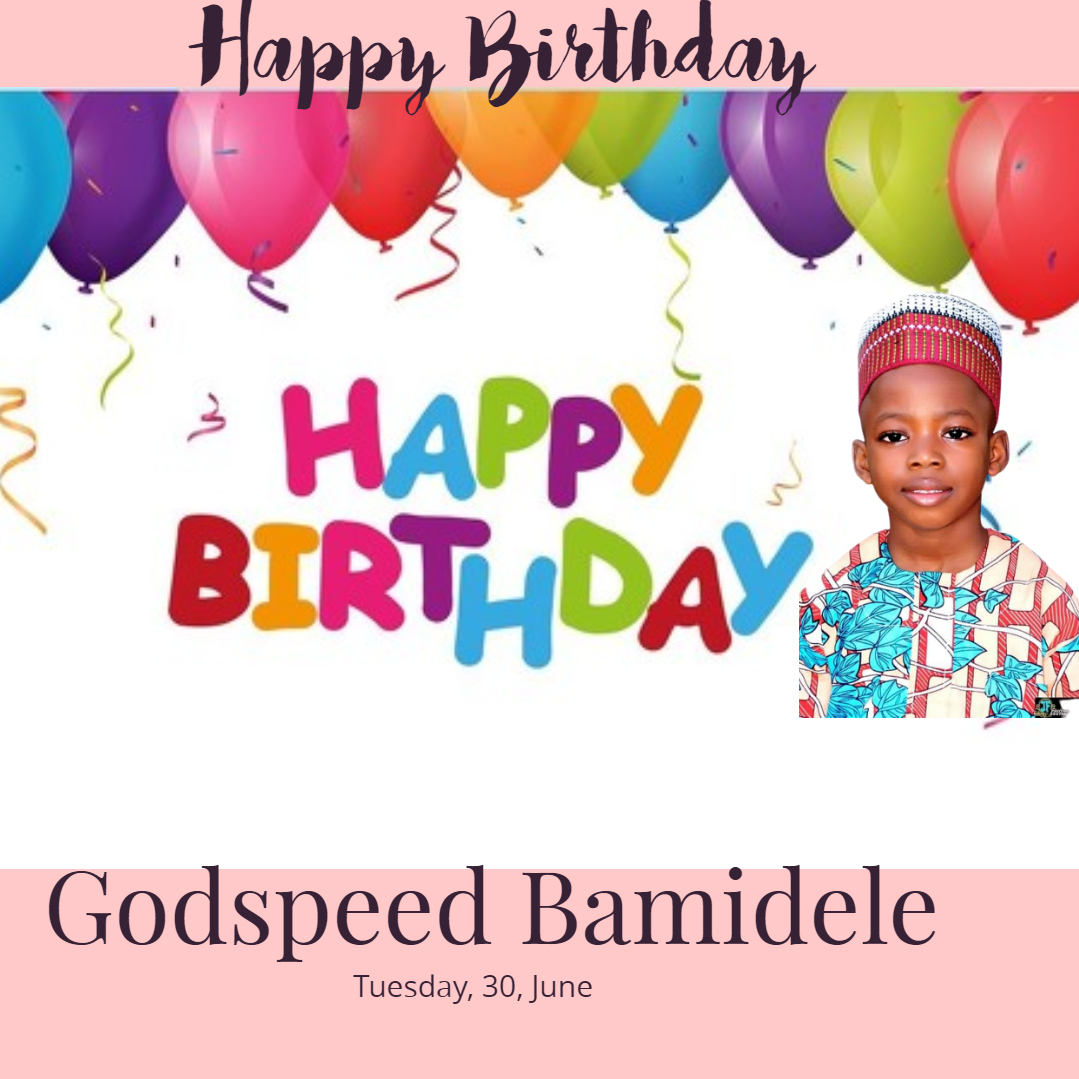 Happy Birthday
HAPPY
BIRTHDAY
Godspeed Bamidele
Tuesday, 30, June